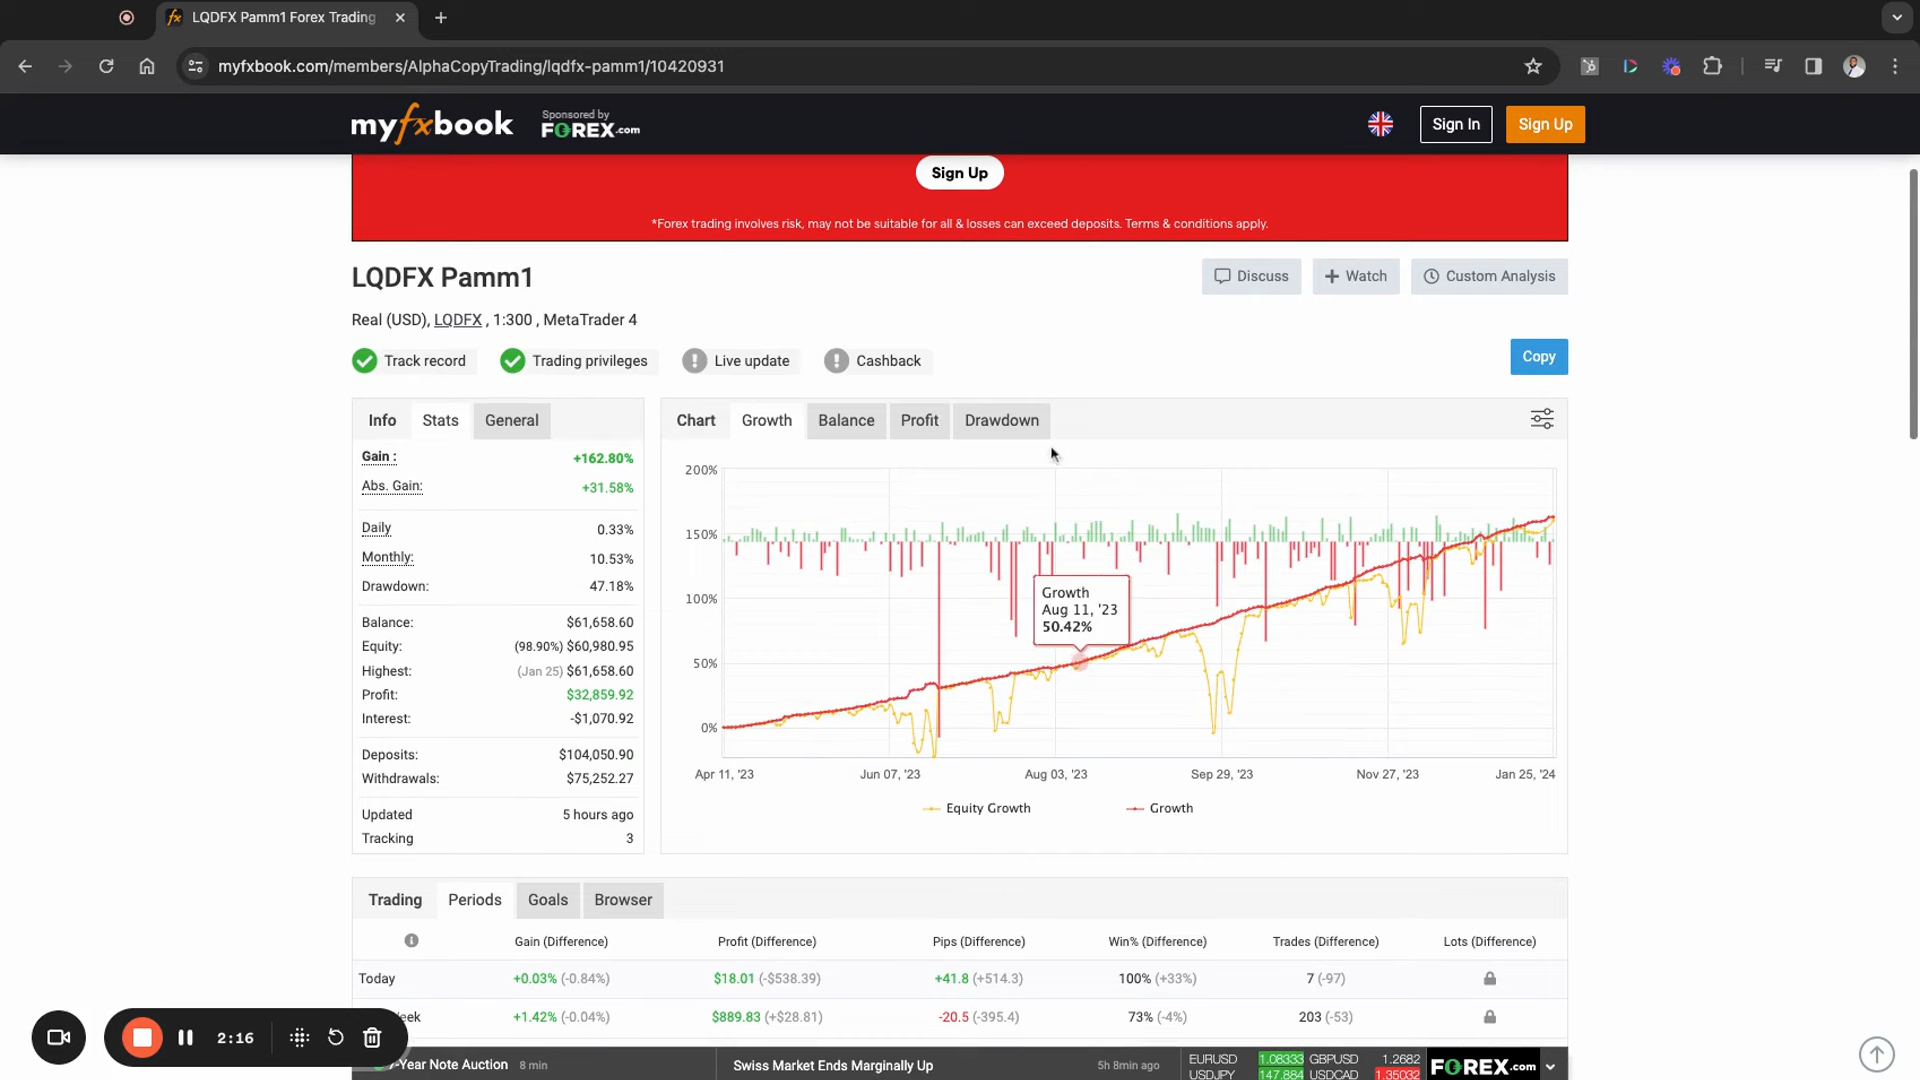 LQDFX Pamm1 Forex Trading
myfxbook.com/members/AlphaCopyTrading/lqdfx-pamm1/10420931
myfxbook
Sponsored by
FOREX.com
Sign In
Sign Up
Sign Up
*Forex trading involves risk, may not be suitable for all & losses can exceed deposits. Terms & conditions apply.
LQDFX Pamm1
Discuss
Watch
Custom Analysis
Real (USD), LQDFX , 1:300 , MetaTrader 4
Track record
Trading privileges
Live update
Cashback
Copy
Info Stats General
Gain : +162.80%
Abs. Gain: +31.58%
Daily 0.33%
Monthly: 10.53%
Drawdown: 47.18%
Balance: $61,658.60
Equity: (98.90%) $60,980.95
Highest: (Jan 25) $61,658.60
Profit: $32,859.92
Interest: -$1,070.92
Deposits: $104,050.90
Withdrawals: $75,252.27
Updated 5 hours ago
Tracking 3
Chart Growth Balance Profit Drawdown
200%
150%
100%
50%
0%
Growth
Aug 11, '23
50.42%
Apr 11, '23 Jun 07, '23 Aug 03, '23 Sep 29, '23 Nov 27, '23 Jan 25, '24
Equity Growth Growth
Trading Periods Goals Browser
Gain (Difference) Profit (Difference) Pips (Difference) Win% (Difference) Trades (Difference) Lots (Difference)
Today +0.03% (-0.84%) $18.01 (-$538.39) +41.8 (+514.3) 100% (+33%) 7 (-97)
eek +1.42% (-0.04%) $889.83 (+$28.81) -20.5 (-395.4) 73% (-4%) 203 (-53)
2:16
-Year Note Auction 8 min
Swiss Market Ends Marginally Up 5h 8min ago
EURUSD 1.08333 GBPUSD 1.2682
USDJPY 147.884 USDCAD 1.35032
FOREX.com